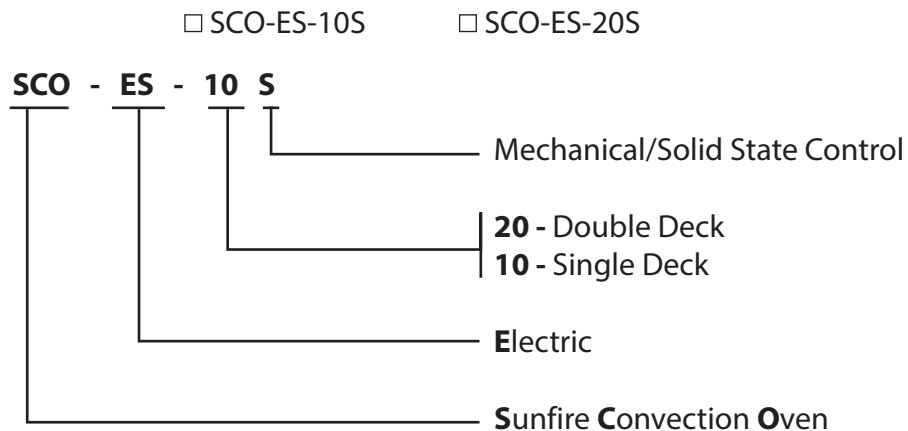 □ SCO-ES-10S □ SCO-ES-20S
SCO - ES - 10 S
Mechanical/Solid State Control
20 - Double Deck
10 - Single Deck
Electric
Sunfire Convection Oven